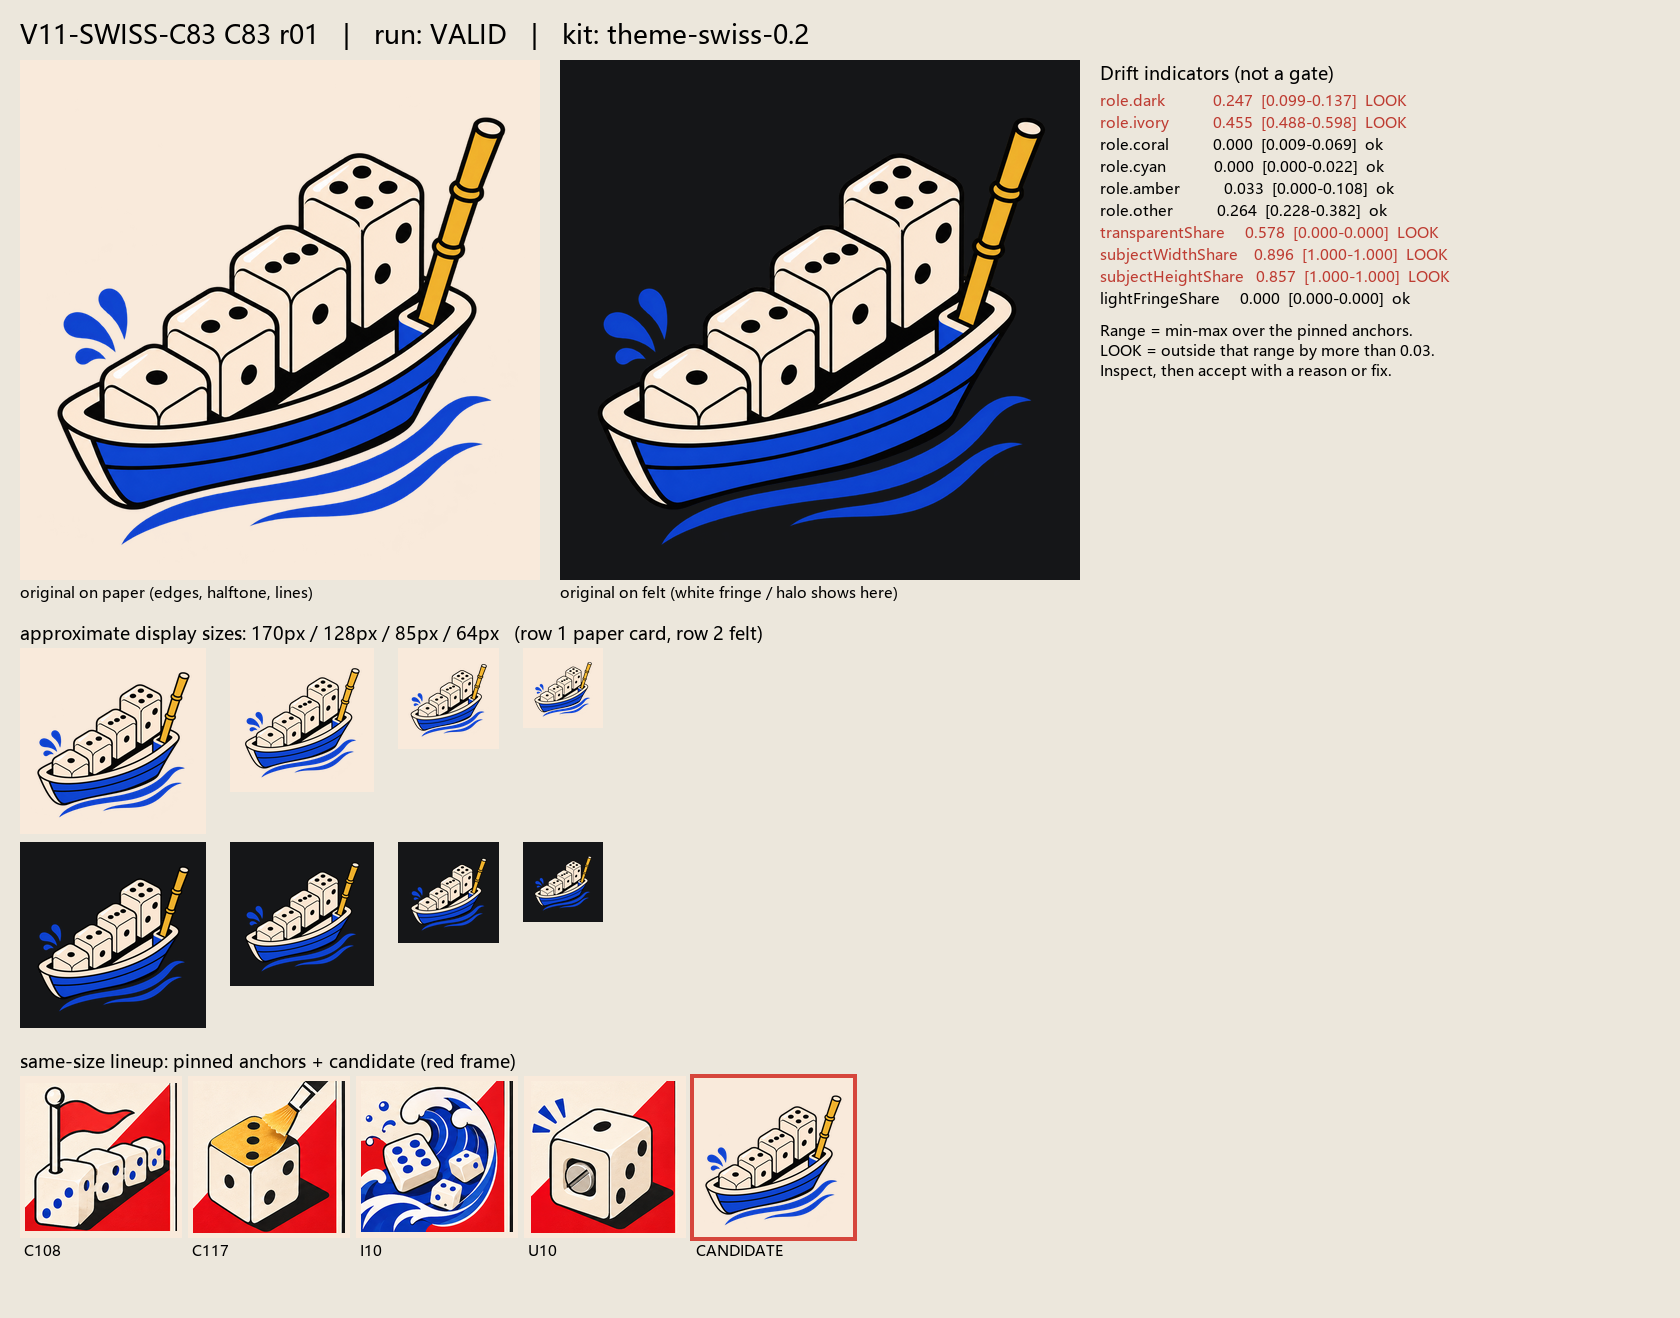 V11-SWISS-C83 C83 r01 | run: VALID | kit: theme-swiss-0.2
Drift indicators (not a gate)
role.dark 0.247 [0.099-0.137] LOOK
role.ivory 0.455 [0.488-0.598] LOOK
role.coral 0.000 [0.009-0.069] ok
role.cyan 0.000 [0.000-0.022] ok
role.amber 0.033 [0.000-0.108] ok
role.other 0.264 [0.228-0.382] ok
transparentShare 0.578 [0.000-0.000] LOOK
subjectWidthShare 0.896 [1.000-1.000] LOOK
subjectHeightShare 0.857 [1.000-1.000] LOOK
lightFringeShare 0.000 [0.000-0.000] ok
Range = min-max over the pinned anchors.
LOOK = outside that range by more than 0.03.
Inspect, then accept with a reason or fix.
original on paper (edges, halftone, lines)
original on felt (white fringe / halo shows here)
approximate display sizes: 170px / 128px / 85px / 64px (row 1 paper card, row 2 felt)
same-size lineup: pinned anchors + candidate (red frame)
C108
C117
I10
U10
CANDIDATE